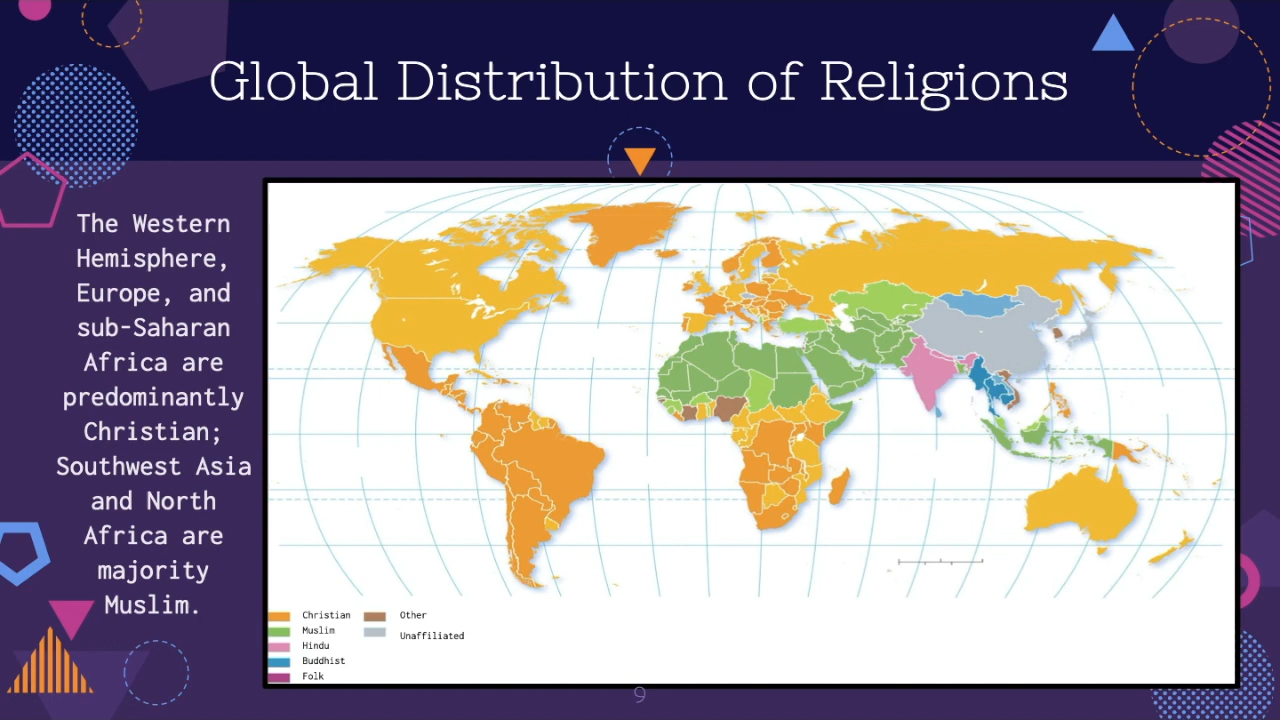 Global Distribution of Religions
The Western
Hemisphere,
Europe, and
sub-Saharan
Africa are
predominantly
Christian;
Southwest Asia
and North
Africa are
majority
Muslim.
Christian
Muslim
Hindu
Buddhist
Folk
Other
Unaffiliated
9